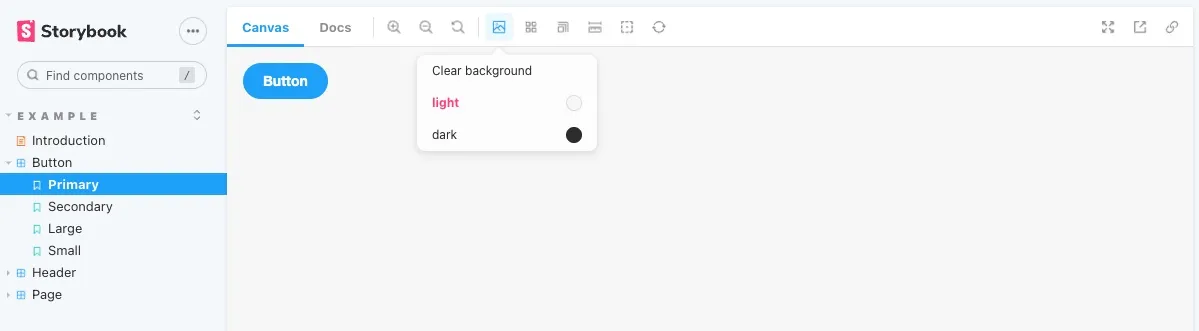 Storybook
Canvas Docs
Find components /
Clear background
Button
light
EXAMPLE
dark
Introduction
Button
Primary
Secondary
Large
Small
Header
Page